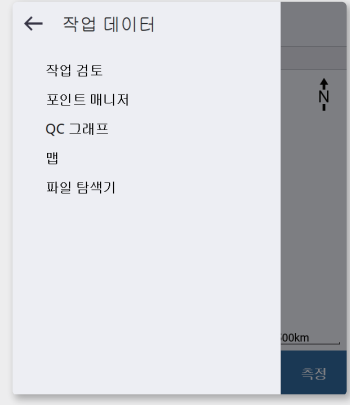 작업 데이터
작업 검토
포인트 매니저
QC 그래프
맵
파일 탐색기
N
00km
측정